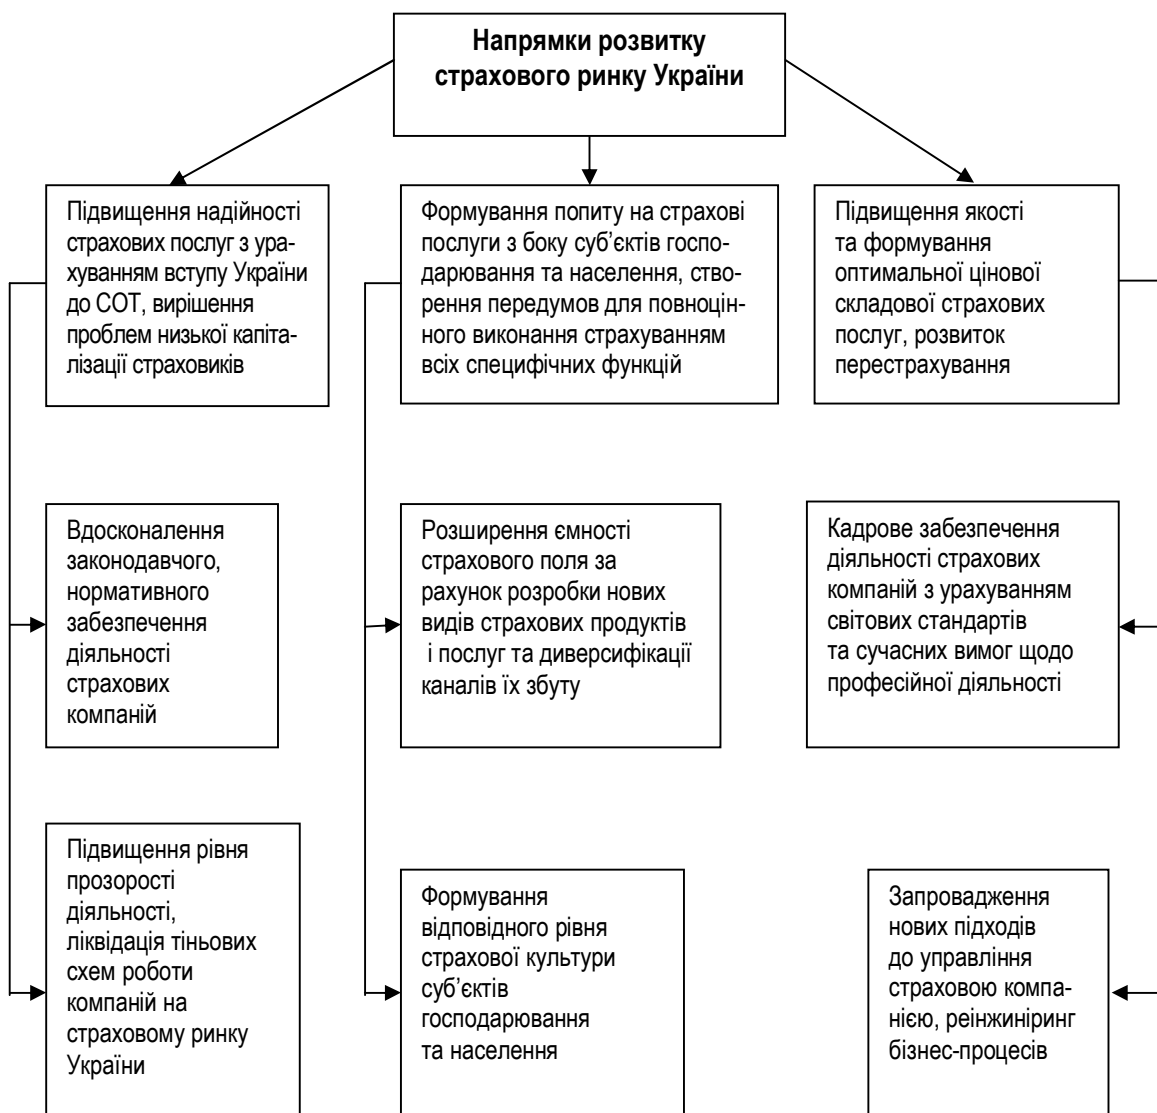 Напрямки розвитку
страхового ринку України
Підвищення надійності
страхових послуг з ура-
хуванням вступу України
до СОТ, вирішення
проблем низької капіта-
лізації страховиків
Формування попиту на страхові
послуги з боку суб’єктів госпо-
дарювання та населення, ство-
рення передумов для повноцін-
ного виконання страхуванням
всіх специфічних функцій
Підвищення якості
та формування
оптимальної цінової
складової страхових
послуг, розвиток
перестрахування
Вдосконалення
законодавчого,
нормативного
забезпечення
діяльності
страхових
компаній
Розширення ємності
страхового поля за
рахунок розробки нових
видів страхових продуктів
і послуг та диверсифікації
каналів їх збуту
Кадрове забезпечення
діяльності страхових
компаній з урахуванням
світових стандартів
та сучасних вимог щодо
професійної діяльності
Підвищення рівня
прозорості
діяльності,
ліквідація тіньових
схем роботи
компаній на
страховому ринку
України
Формування
відповідного рівня
страхової культури
суб’єктів
господарювання
та населення
Запровадження
нових підходів
до управління
страховою компа-
нією, реінжиніринг
бізнес-процесів